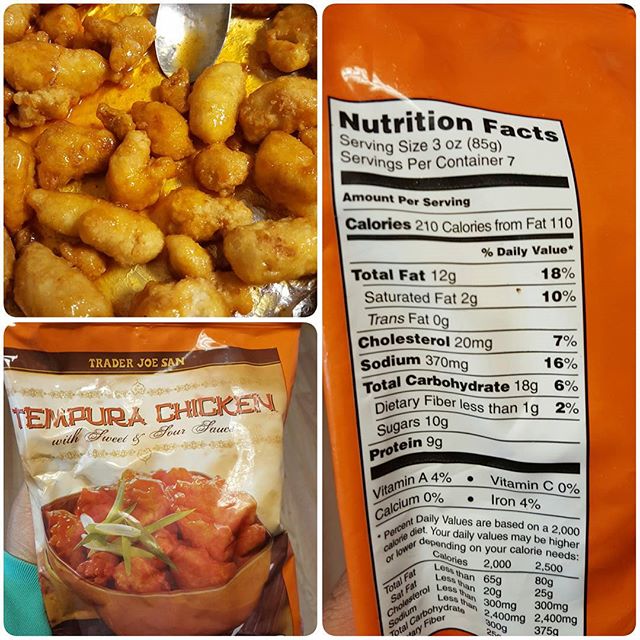 TRADER JOE SAN
TEMPURA CHICKEN
with Sweet & Sour Sauce
Nutrition Facts
Serving Size 3 oz (85g)
Servings Per Container 7
Amount Per Serving
Calories 210 Calories from Fat 110
% Daily Value*
Total Fat 12g 18%
Saturated Fat 2g 10%
Trans Fat 0g
Cholesterol 20mg 7%
Sodium 370mg 16%
Total Carbohydrate 18g 6%
Dietary Fiber less than 1g 2%
Sugars 10g
Protein 9g
Vitamin A 4% • Vitamin C 0%
Calcium 0% • Iron 4%
* Percent Daily Values are based on a 2,000
calorie diet. Your daily values may be higher
or lower depending on your calorie needs:
Calories 2,000 2,500
Total Fat Less than 65g 80g
Sat Fat Less than 20g 25g
Cholesterol Less than 300mg 300mg
Sodium Less than 2,400mg 2,400mg
Total Carbohydrate 300g 375g
Dietary Fiber